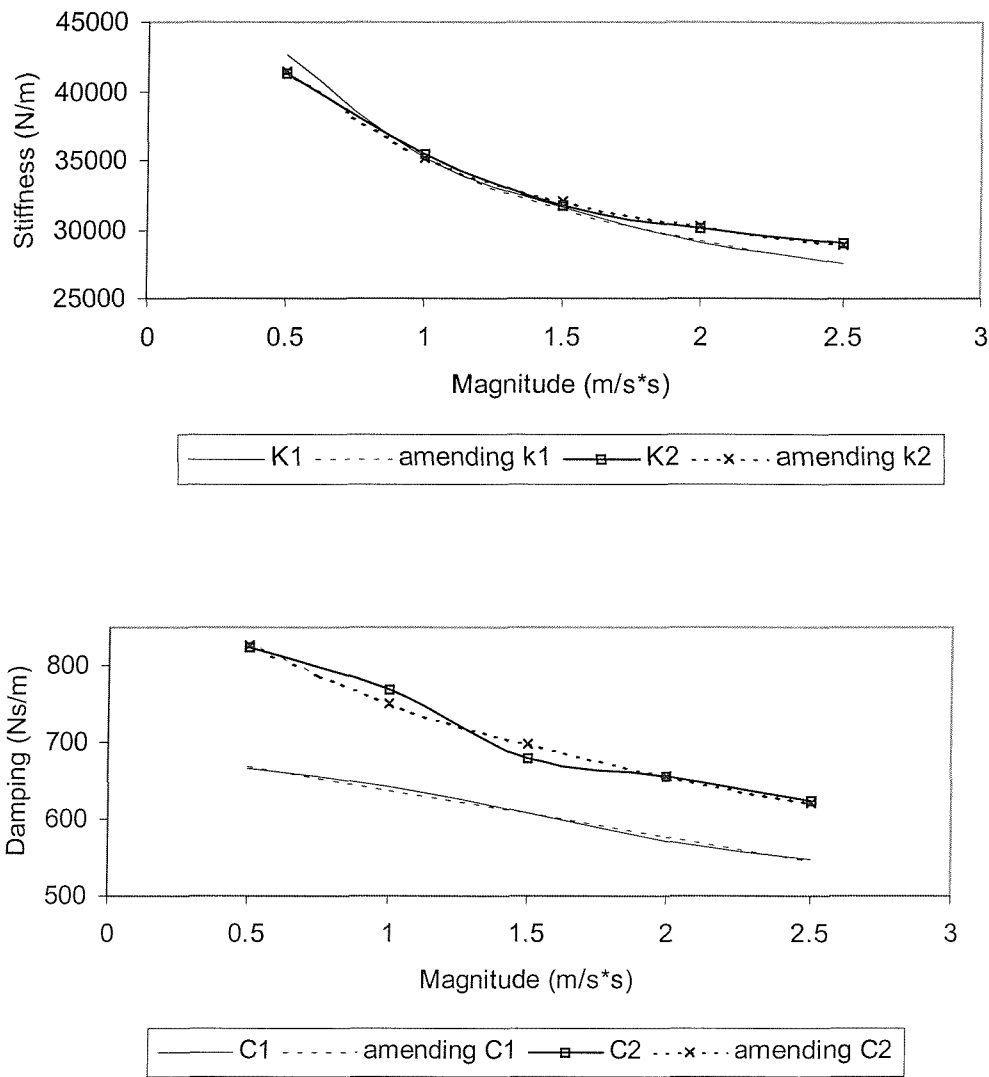 45000
40000
35000
30000
25000
Stiffness (N/m)
0 0.5 1 1.5 2 2.5 3
Magnitude (m/s*s)
K1 amending k1 K2 amending k2
800
700
600
500
Damping (Ns/m)
0 0.5 1 1.5 2 2.5 3
Magnitude (m/s*s)
C1 amending C1 C2 amending C2